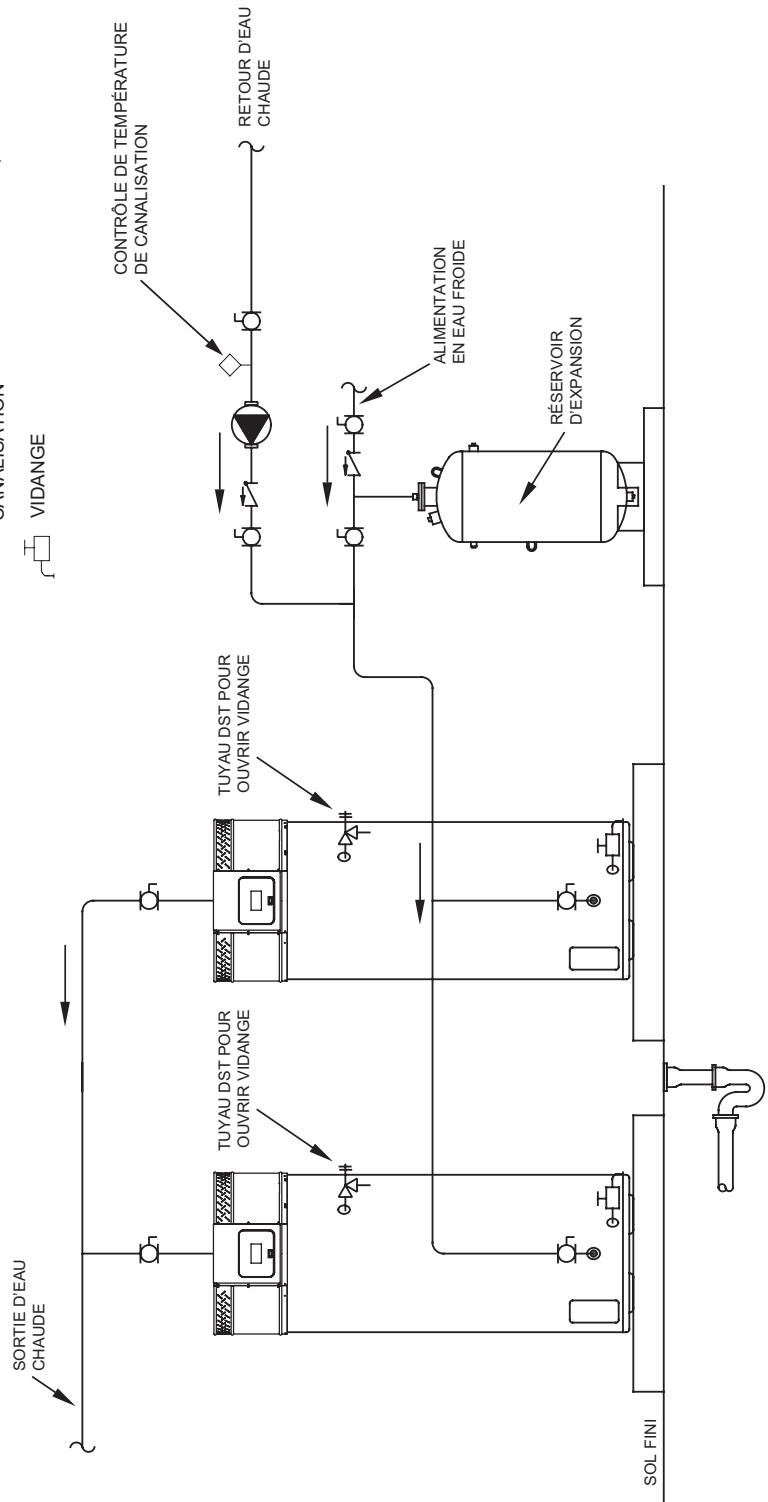 CANALISATION
VIDANGE
CONTRÔLE DE TEMPÉRATURE
DE CANALISATION
RETOUR D'EAU
CHAUDE
ALIMENTATION
EN EAU FROIDE
RÉSERVOIR
D'EXPANSION
TUYAU DST POUR
OUVRIR VIDANGE
TUYAU DST POUR
OUVRIR VIDANGE
SORTIE D'EAU
CHAUDE
SOL FINI